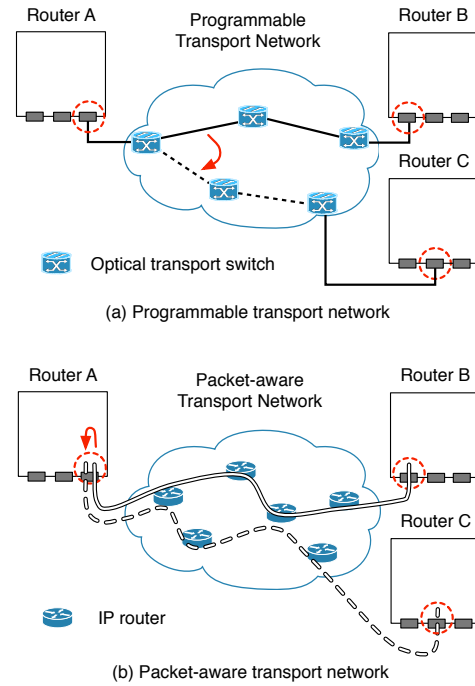 Router A
Programmable
Transport Network
Router B
Router C
Optical transport switch
(a) Programmable transport network
Router A
Packet-aware
Transport Network
Router B
Router C
IP router
(b) Packet-aware transport network